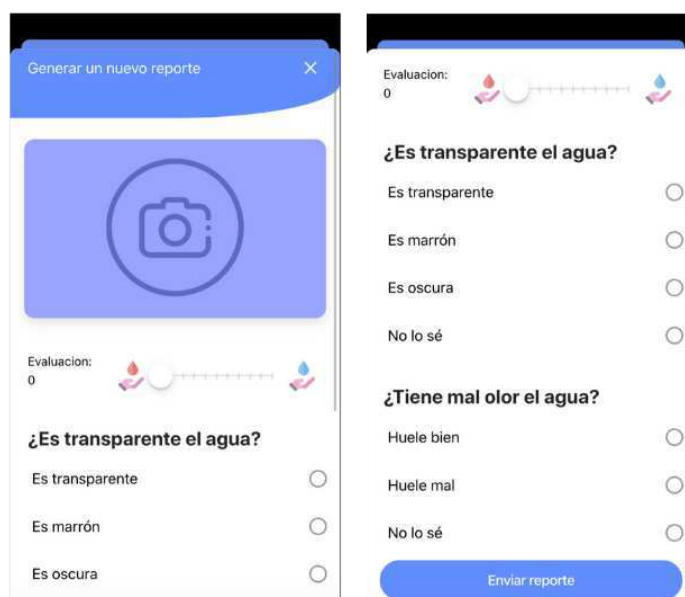 Generar un nuevo reporte
Evaluacion:
0
¿Es transparente el agua?
Es transparente
Es marrón
Es oscura
Evaluacion:
0
¿Es transparente el agua?
Es transparente
Es marrón
Es oscura
No lo sé
¿Tiene mal olor el agua?
Huele bien
Huele mal
No lo sé
Enviar reporte